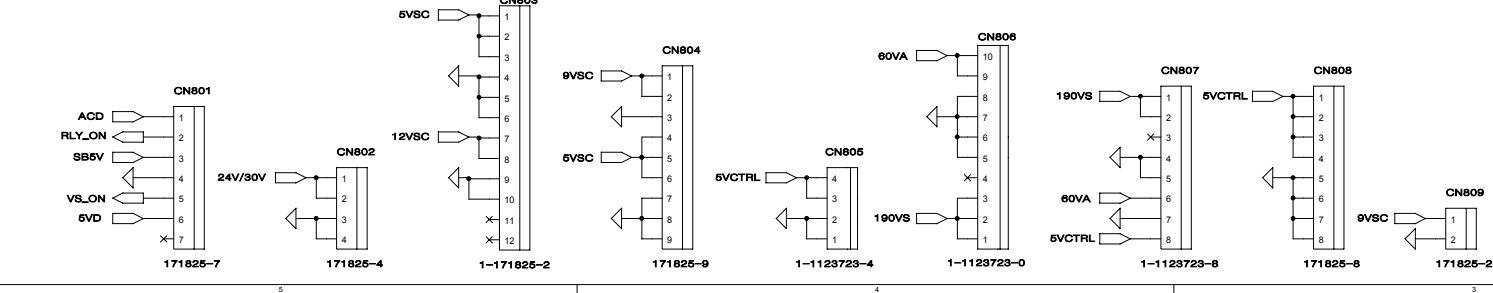 CN801
ACD 1
RLY_ON 2
SB5V 3
4
VS_ON 5
5VD 6
7
171825-7
CN802
24V/30V 1
2
3
4
171825-4
CN803
5VSC 1
2
3
4
5
6
12VSC 7
8
9
10
11
12
1-171825-2
CN804
9VSC 1
2
3
4
5VSC 5
6
7
8
9
171825-9
CN805
5VCTRL 4
3
2
1
1-1123723-4
CN806
60VA 10
9
8
7
6
5
4
3
190VS 2
1
1-1123723-0
CN807
190VS 1
2
3
4
5
60VA 6
7
5VCTRL 8
1-1123723-8
CN808
5VCTRL 1
2
3
4
5
6
7
8
171825-8
CN809
9VSC 1
2
171825-2
5 4 3